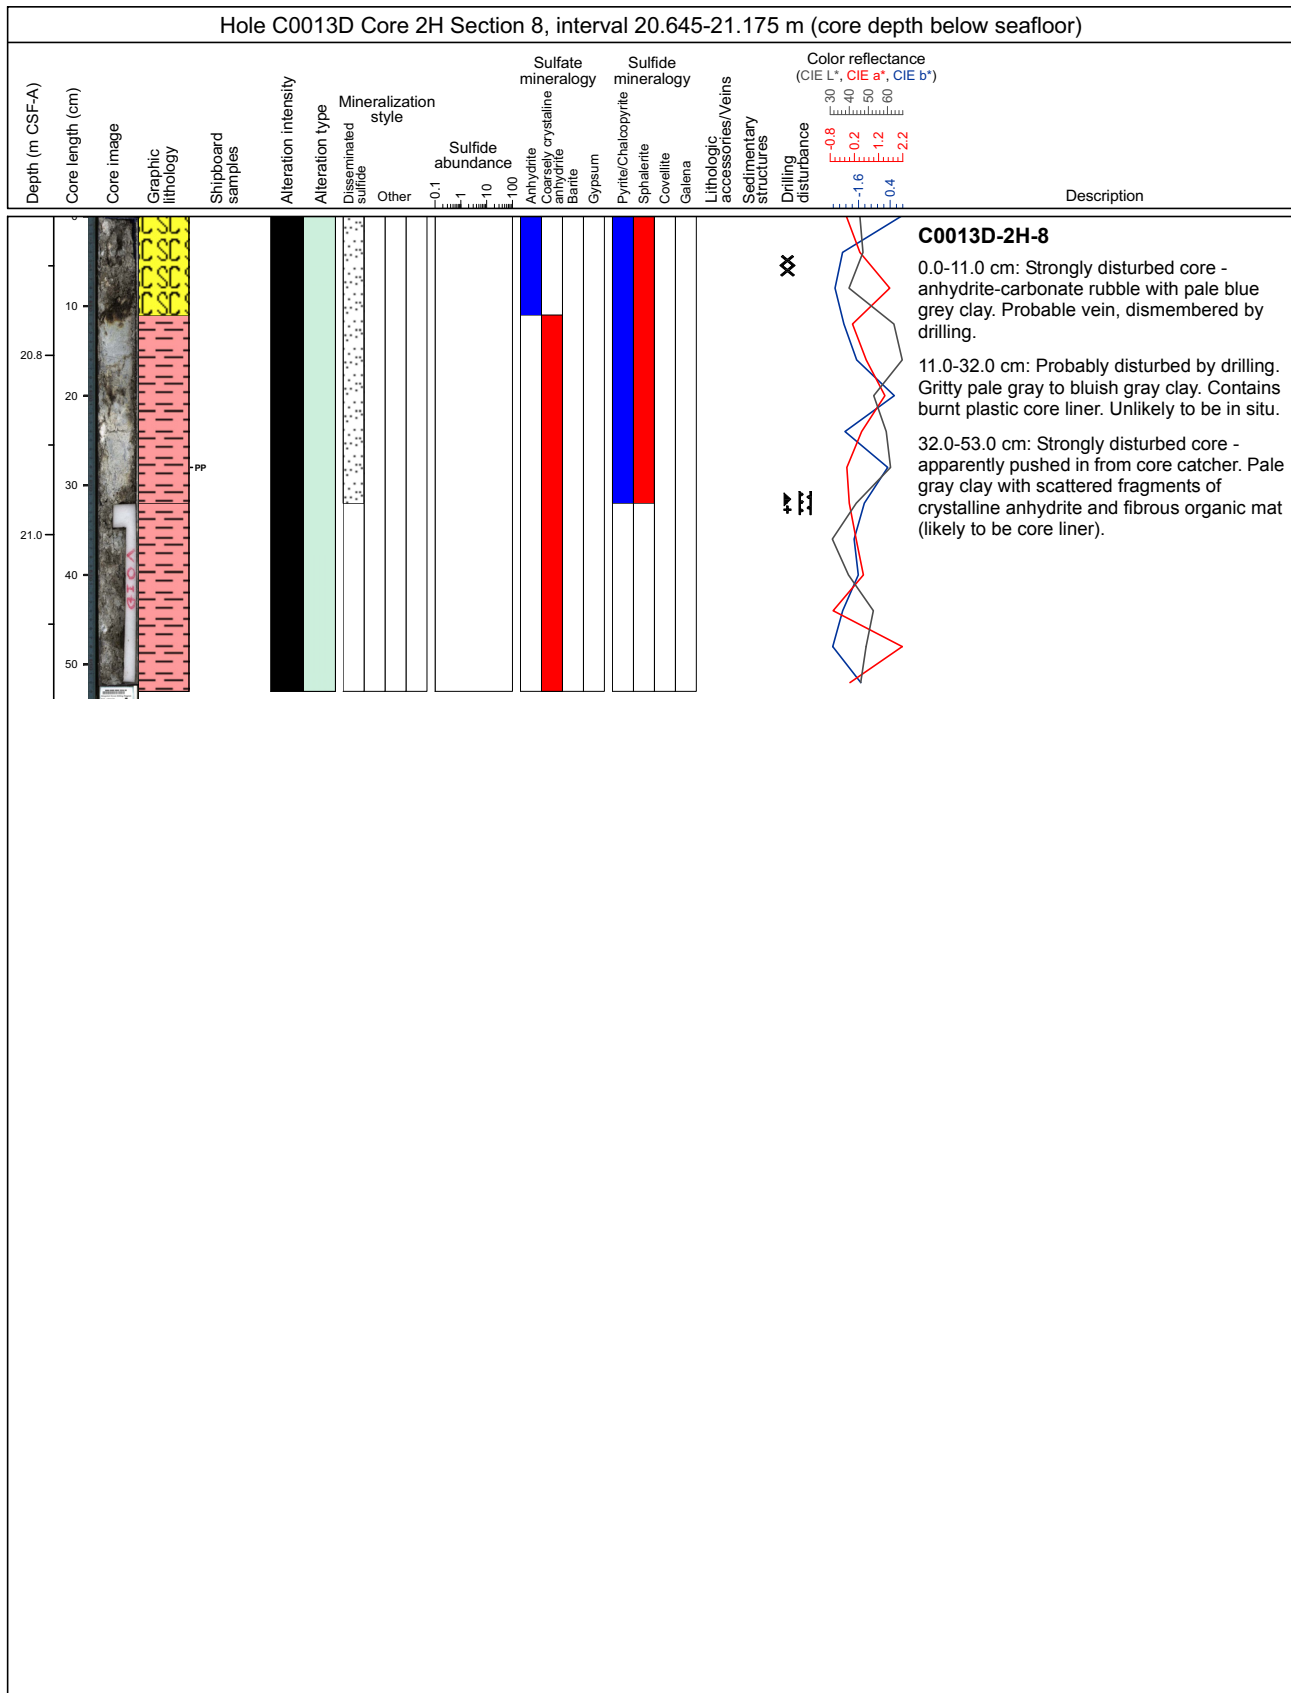 Hole C0013D Core 2H Section 8, interval 20.645-21.175 m (core depth below seafloor)
Depth (m CSF-A)
Core length (cm)
Core image
Graphic
lithology
Shipboard
samples
Alteration intensity
Alteration type
Mineralization
style
Disseminated
sulfide
Other
Sulfide
abundance
0.1
1
10
100
Sulfate
mineralogy
Anhydrite
Coarsely crystaline
anhydrite
Barite
Gypsum
Sulfide
mineralogy
Pyrite/Chalcopyrite
Sphalerite
Covellite
Galena
Lithologic
accessories/Veins
Sedimentary
structures
Drilling
disturbance
Color reflectance
(CIE L*, CIE a*, CIE b*)
30
40
50
60
-0.8
0.2
1.2
2.2
-1.6
0.4
Description
0
10
20
30
40
50
20.8
21.0
PP
VOID
C0013D-2H-8
0.0-11.0 cm: Strongly disturbed core -
anhydrite-carbonate rubble with pale blue
grey clay. Probable vein, dismembered by
drilling.
11.0-32.0 cm: Probably disturbed by drilling.
Gritty pale gray to bluish gray clay. Contains
burnt plastic core liner. Unlikely to be in situ.
32.0-53.0 cm: Strongly disturbed core -
apparently pushed in from core catcher. Pale
gray clay with scattered fragments of
crystalline anhydrite and fibrous organic mat
(likely to be core liner).